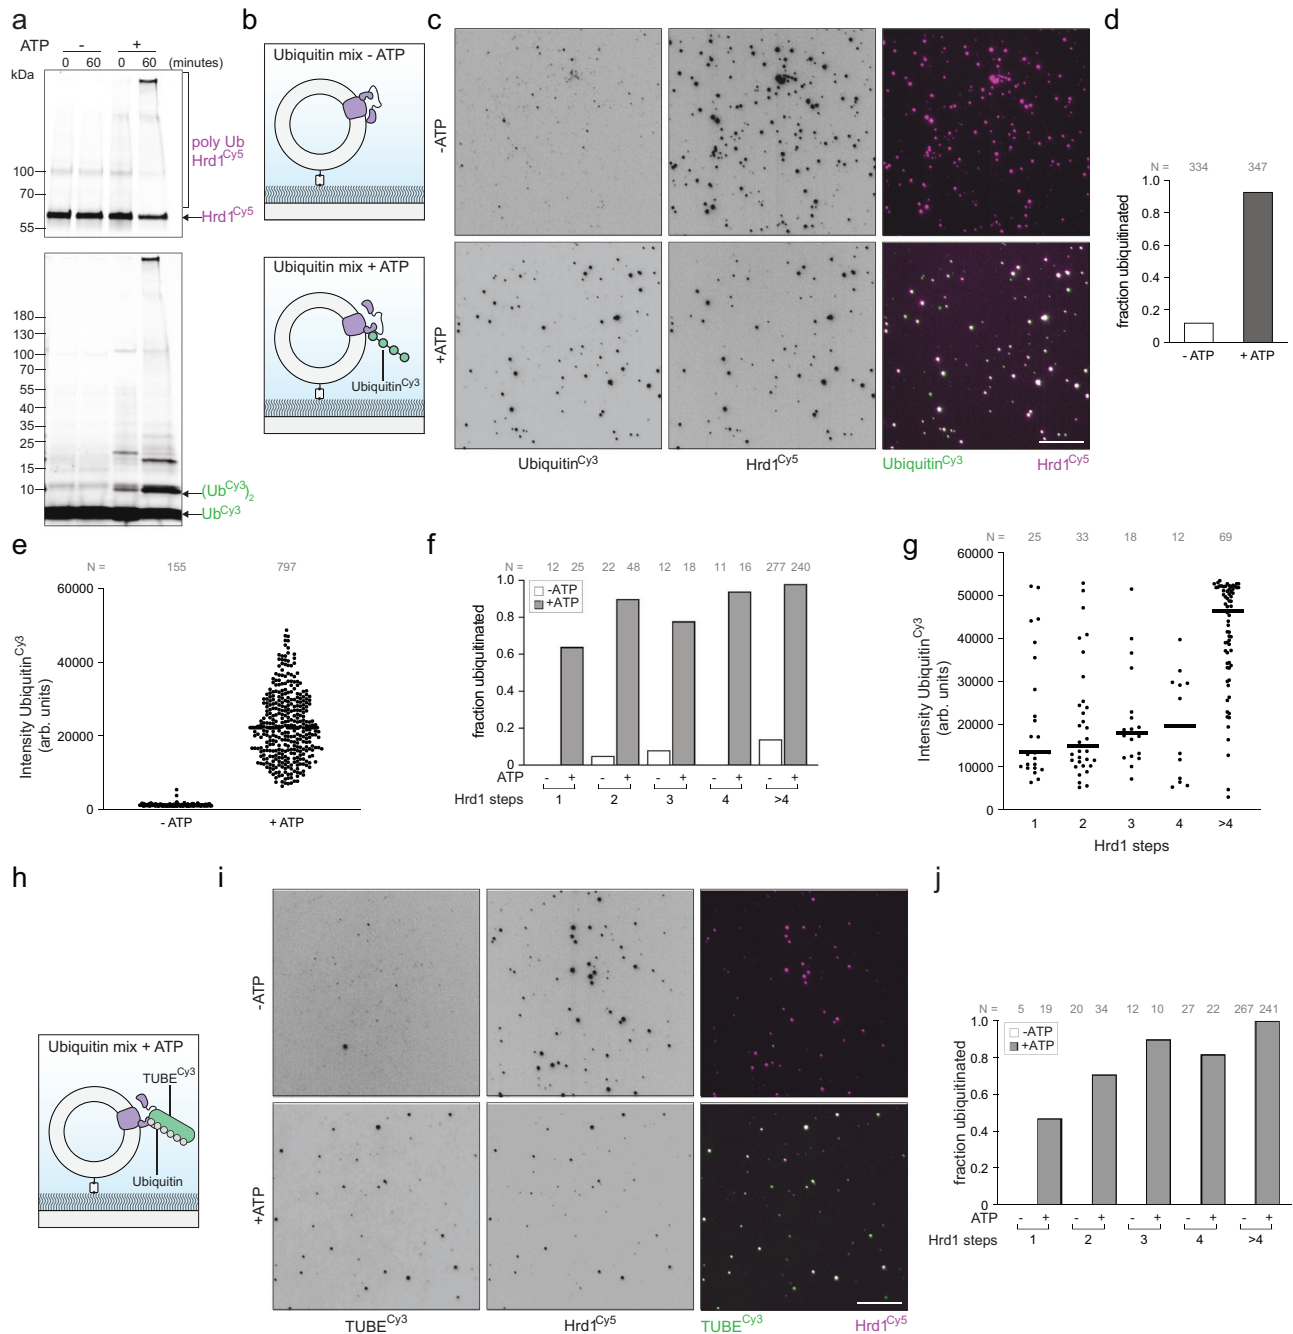 a
ATP - +
0 60 0 60 (minutes)
kDa
100
70
55
poly Ub
Hrd1Cy5
Hrd1Cy5
180
130
100
70
55
40
35
25
15
10
(UbCy3)2
UbCy3
b
Ubiquitin mix - ATP
Ubiquitin mix + ATP
UbiquitinCy3
c
-ATP
+ATP
UbiquitinCy3
Hrd1Cy5
UbiquitinCy3 Hrd1Cy5
d
N = 334 347
fraction ubiquitinated
1.0
0.8
0.6
0.4
0.2
0
- ATP + ATP
e
N = 155 797
Intensity UbiquitinCy3
(arb. units)
60000
40000
20000
0
- ATP + ATP
f
N = 12 25 22 48 12 18 11 16 277 240
-ATP
+ATP
fraction ubiquitinated
1.0
0.8
0.6
0.4
0.2
0
ATP - + - + - + - + - +
Hrd1 steps 1 2 3 4 >4
g
N = 25 33 18 12 69
Intensity UbiquitinCy3
(arb. units)
60000
50000
40000
30000
20000
10000
0
1 2 3 4 >4
Hrd1 steps
h
Ubiquitin mix + ATP
TUBECy3
Ubiquitin
i
-ATP
+ATP
TUBECy3
Hrd1Cy5
TUBECy3 Hrd1Cy5
j
N = 5 19 20 34 12 10 27 22 267 241
-ATP
+ATP
fraction ubiquitinated
1.0
0.8
0.6
0.4
0.2
0
ATP - + - + - + - + - +
Hrd1 steps 1 2 3 4 >4